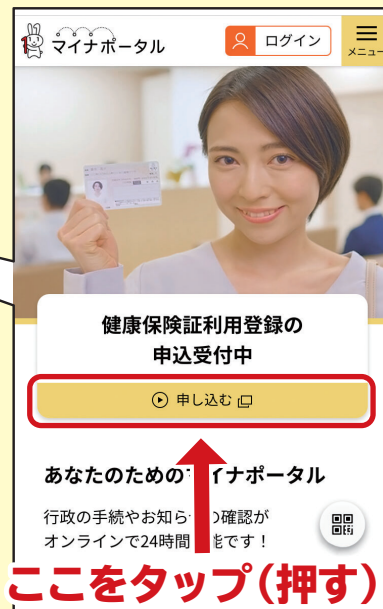 マイナポータル
ログイン
メニュー
健康保険証利用登録の
申込受付中
申し込む
あなたのための イナポータル
行政の手続やお知ら の確認が
オンラインで24時間 能です！
ここをタップ（押す）